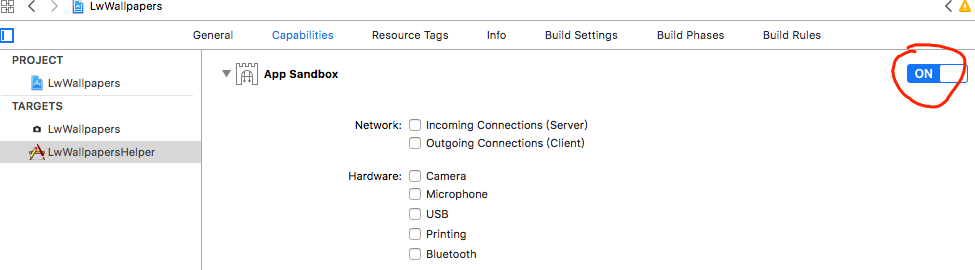 LwWallpapers
General Capabilities Resource Tags Info Build Settings Build Phases Build Rules
PROJECT
LwWallpapers
TARGETS
LwWallpapers
LwWallpapersHelper
App Sandbox
ON
Network: Incoming Connections (Server)
Outgoing Connections (Client)
Hardware: Camera
Microphone
USB
Printing
Bluetooth